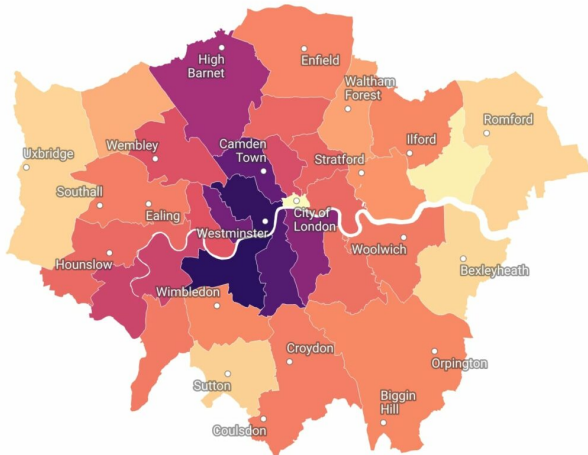 High
Barnet
Enfield
Waltham
Forest
Romford
Wembley
Camden
Town
Ilford
Uxbridge
Stratford
Southall
Ealing
City of
London
Westminster
Woolwich
Hounslow
Bexleyheath
Wimbledon
Croydon
Orpington
Sutton
Biggin
Hill
Coulsdon